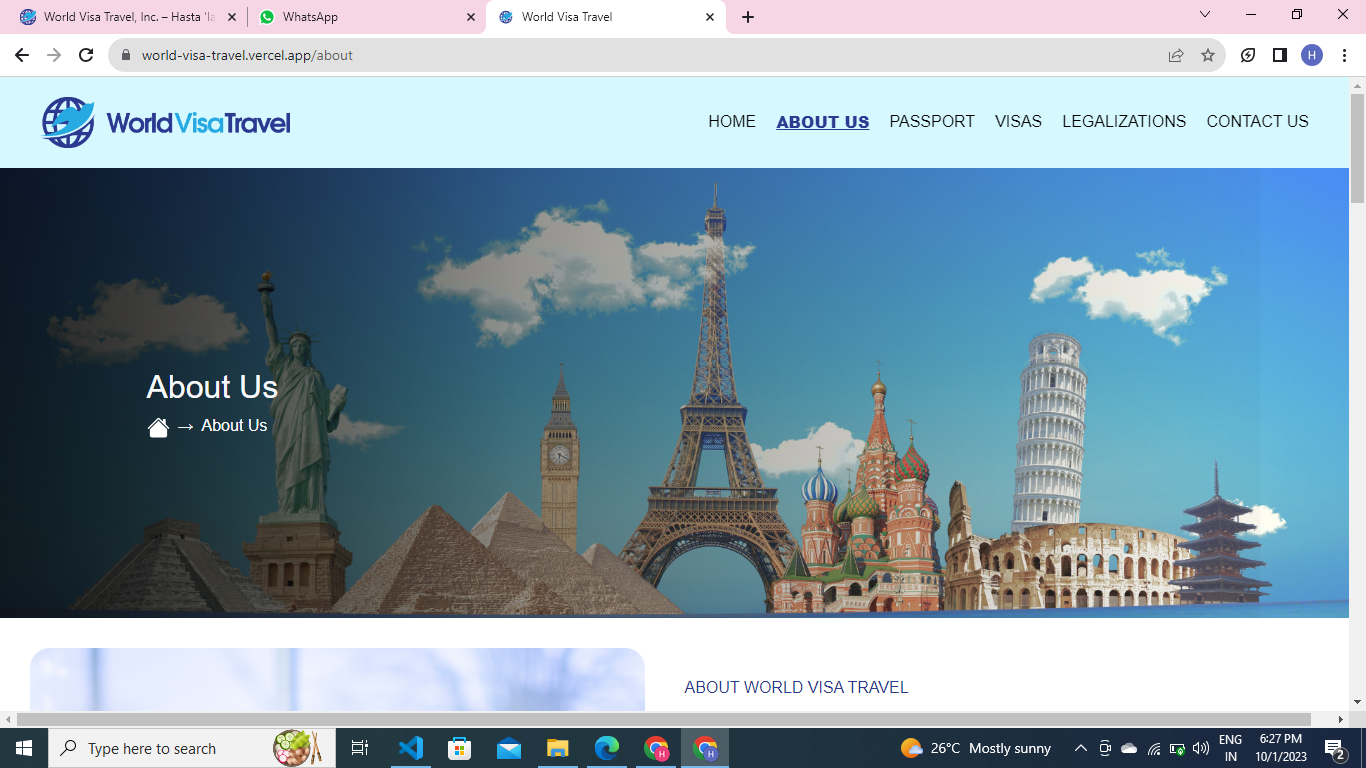 World Visa Travel, Inc. – Hasta 'la
WhatsApp
World Visa Travel
world-visa-travel.vercel.app/about
H
WorldVisaTravel
HOME ABOUT US PASSPORT VISAS LEGALIZATIONS CONTACT US
About Us
→ About Us
ABOUT WORLD VISA TRAVEL
Type here to search
H
H
26°C Mostly sunny
ENG
IN
6:27 PM
10/1/2023
2